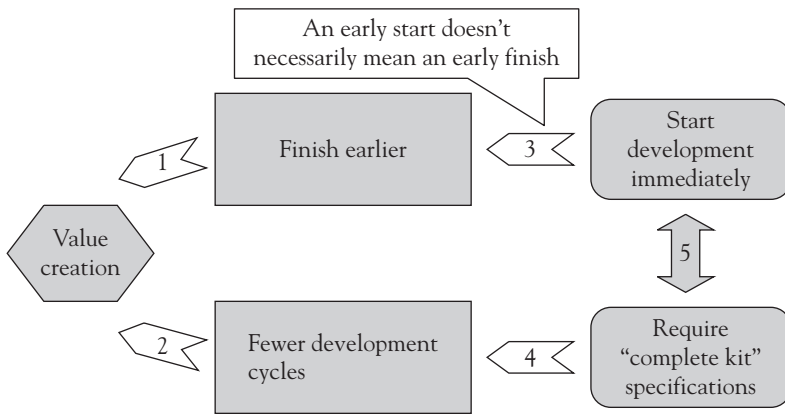 An early start doesn't
necessarily mean an early finish
1
Finish earlier
3
Start
development
immediately
Value
creation
5
2
Fewer development
cycles
4
Require
“complete kit”
specifications